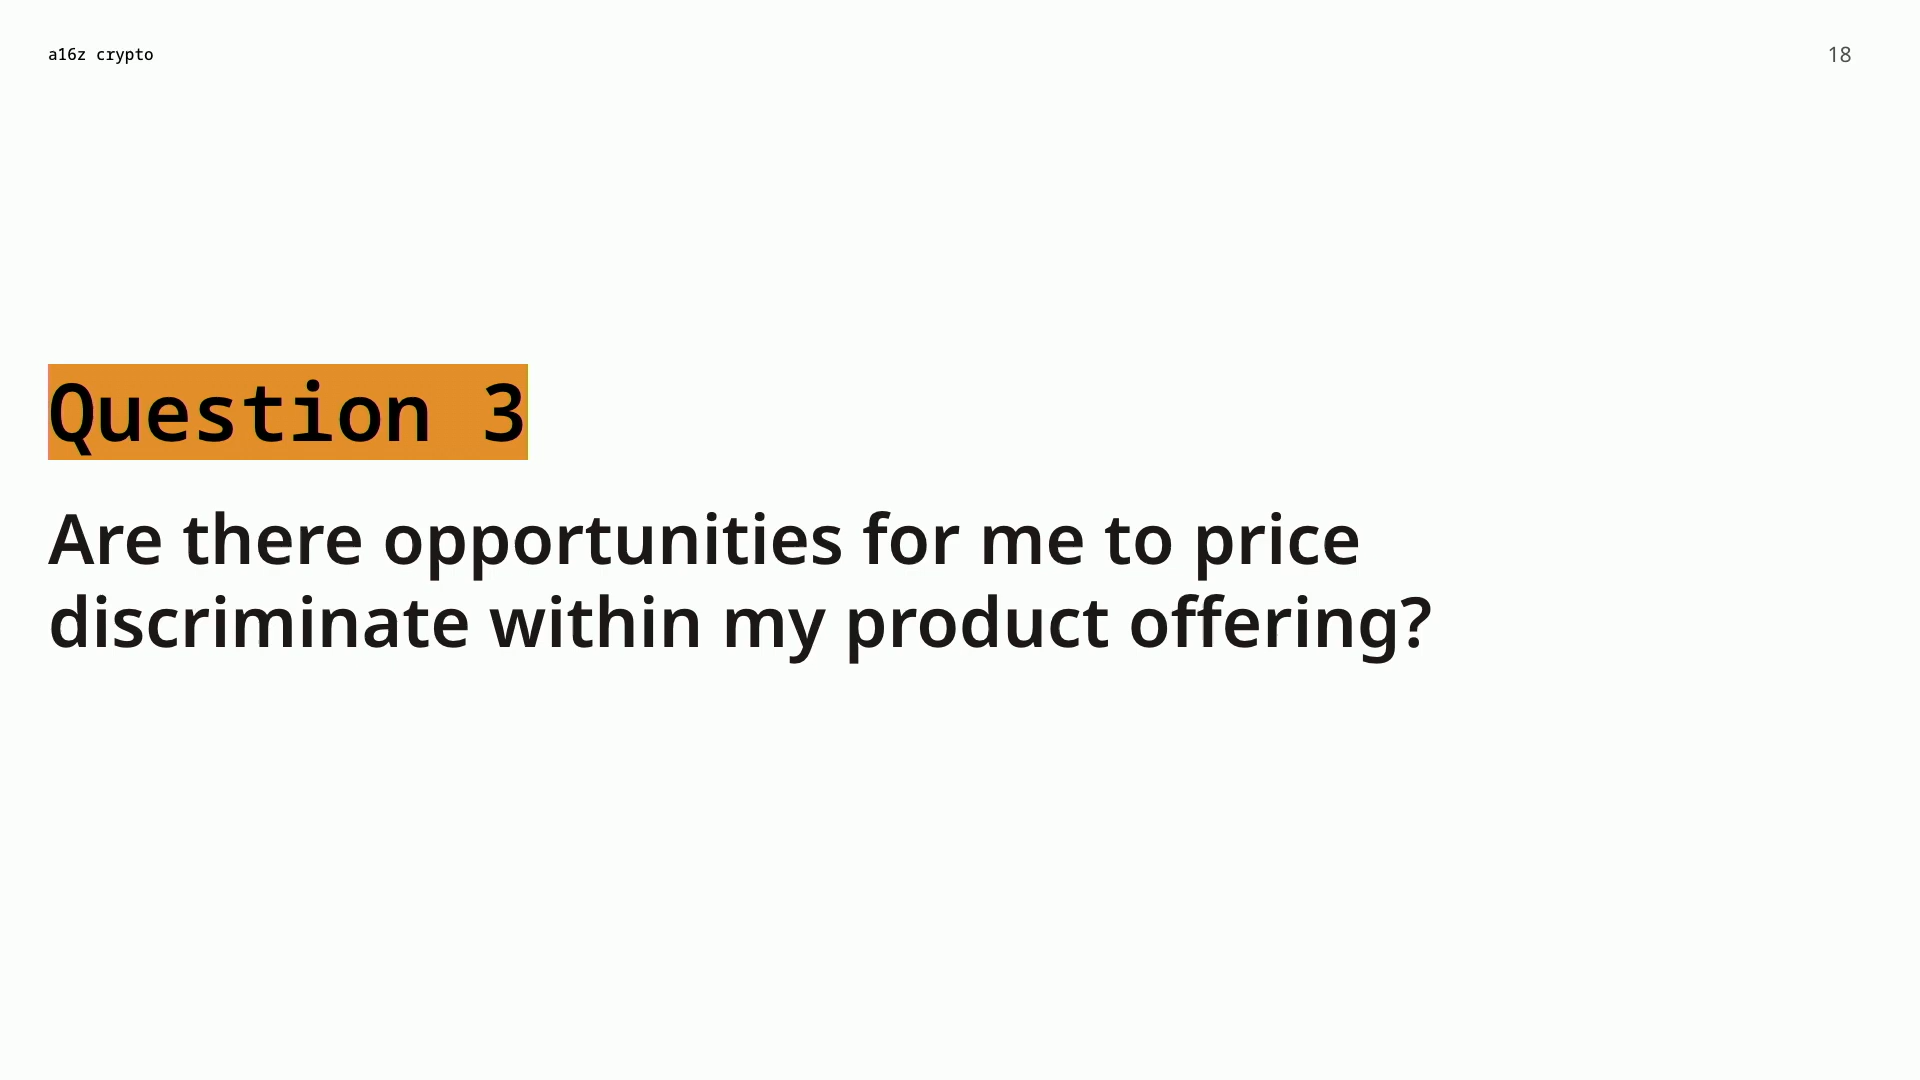 a16z crypto
18
Question 3
Are there opportunities for me to price
discriminate within my product offering?